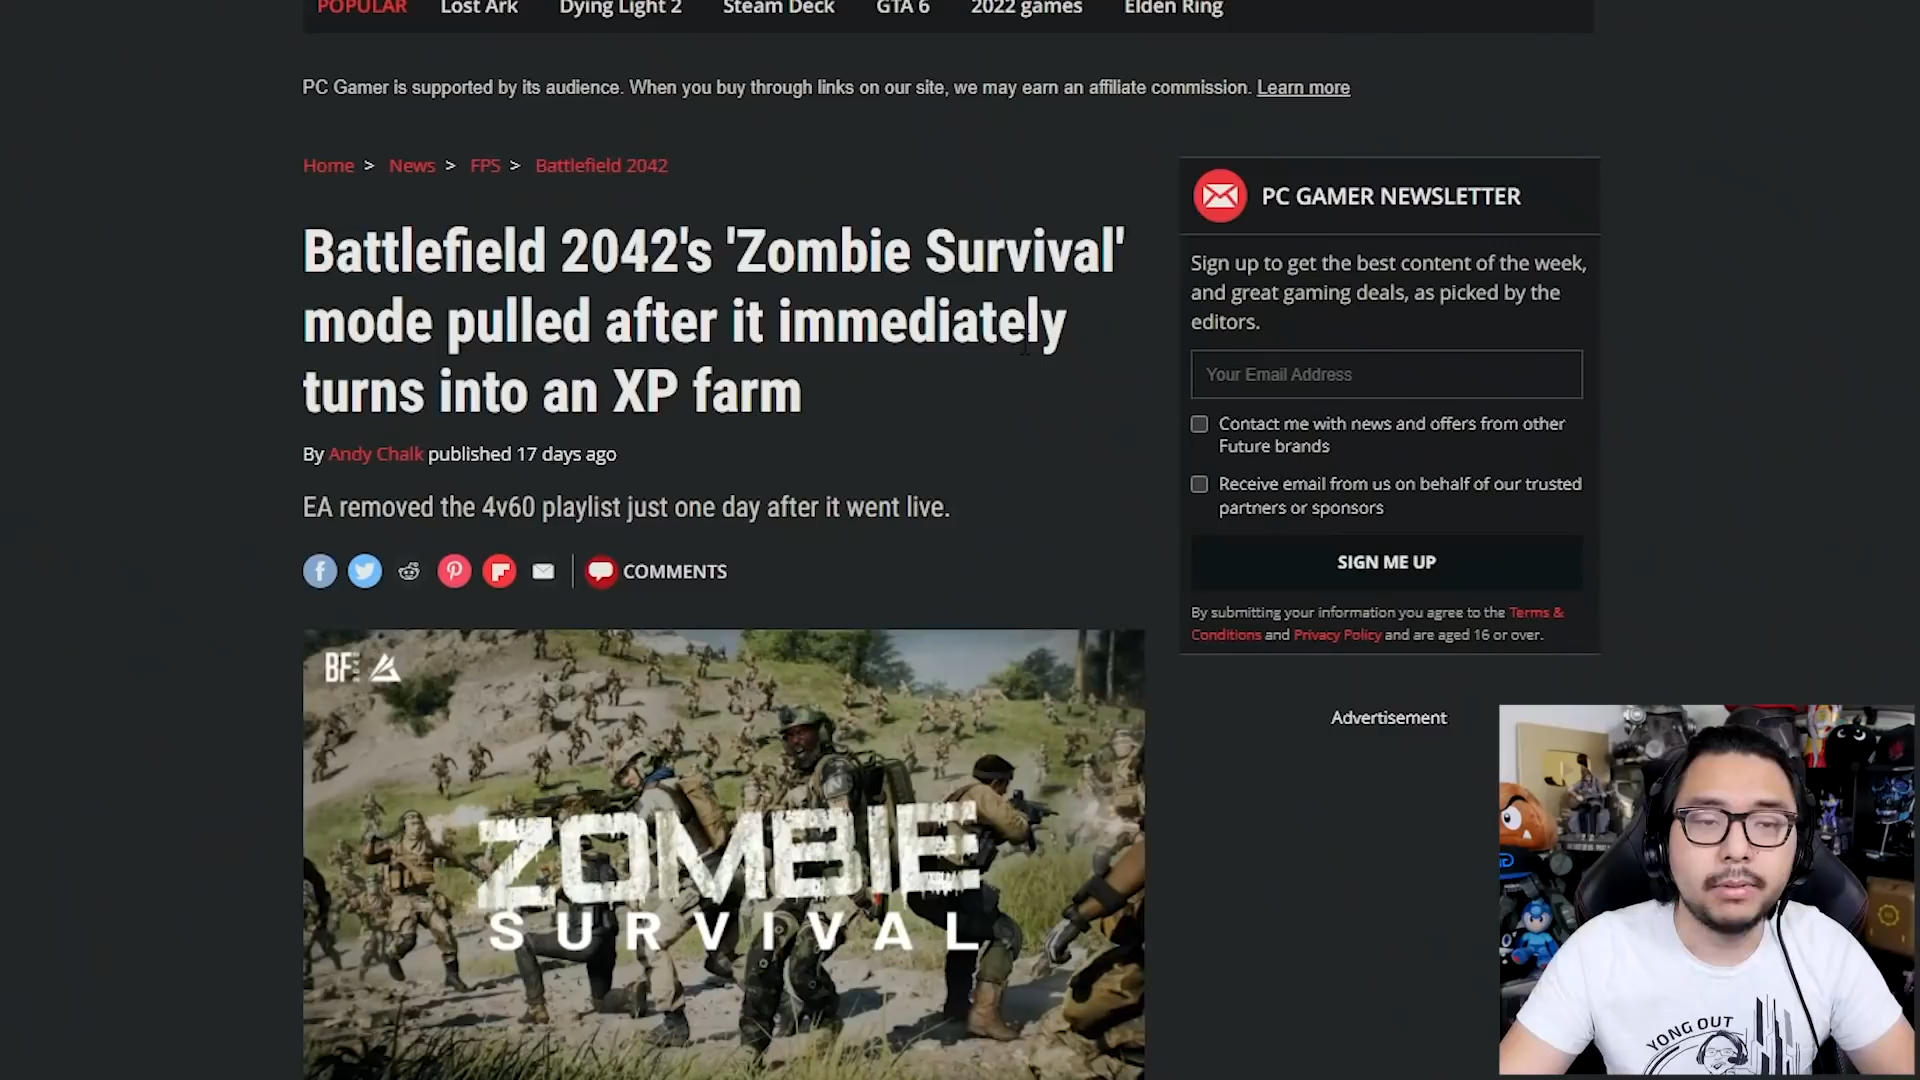 POPULAR Lost Ark Dying Light 2 Steam Deck GTA 6 2022 games Elden Ring
PC Gamer is supported by its audience. When you buy through links on our site, we may earn an affiliate commission. Learn more
Home > News > FPS > Battlefield 2042
Battlefield 2042's 'Zombie Survival'
mode pulled after it immediately
turns into an XP farm
By Andy Chalk published 17 days ago
EA removed the 4v60 playlist just one day after it went live.
COMMENTS
BF
ZOMBIE
SURVIVAL
PC GAMER NEWSLETTER
Sign up to get the best content of the week,
and great gaming deals, as picked by the
editors.
Your Email Address
Contact me with news and offers from other
Future brands
Receive email from us on behalf of our trusted
partners or sponsors
SIGN ME UP
By submitting your information you agree to the Terms &
Conditions and Privacy Policy and are aged 16 or over.
Advertisement
YONG OUT